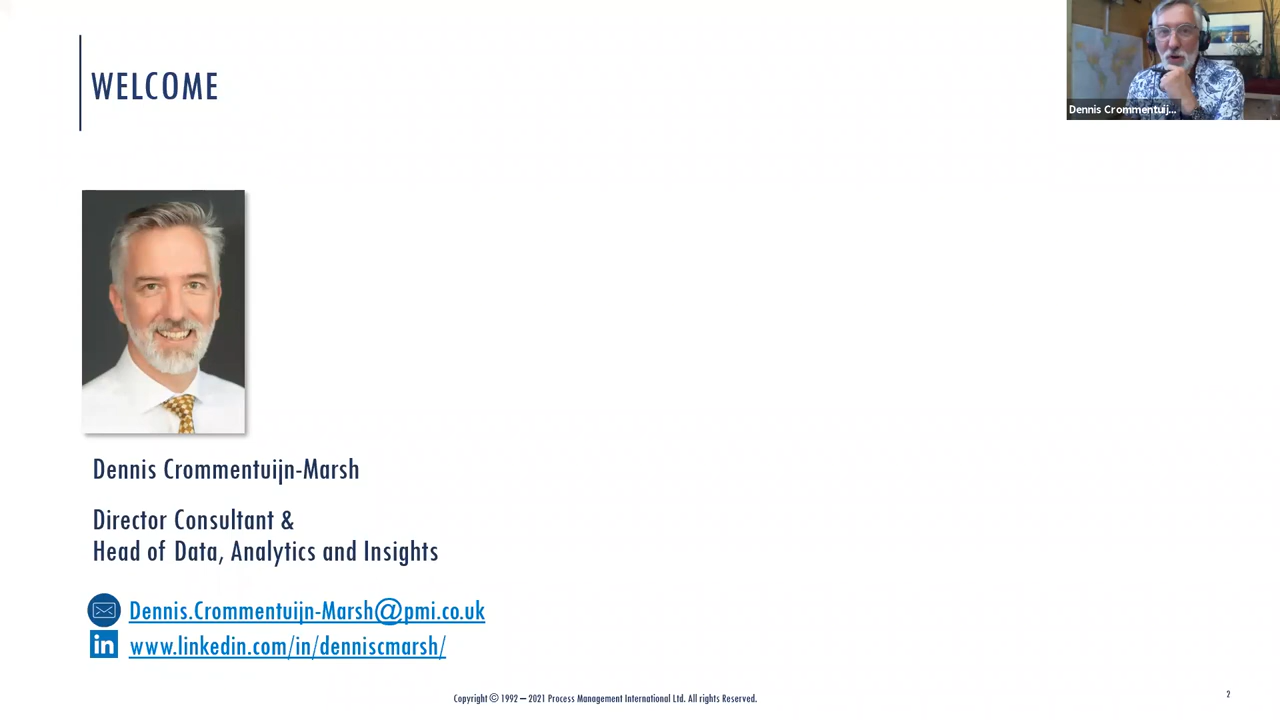 WELCOME
Dennis Crommentuij...
Dennis Crommentuijn-Marsh
Director Consultant &
Head of Data, Analytics and Insights
Dennis.Crommentuijn-Marsh@pmi.co.uk
in www.linkedin.com/in/denniscmarsh/
Copyright © 1992 – 2021 Process Management International Ltd. All rights Reserved.
2